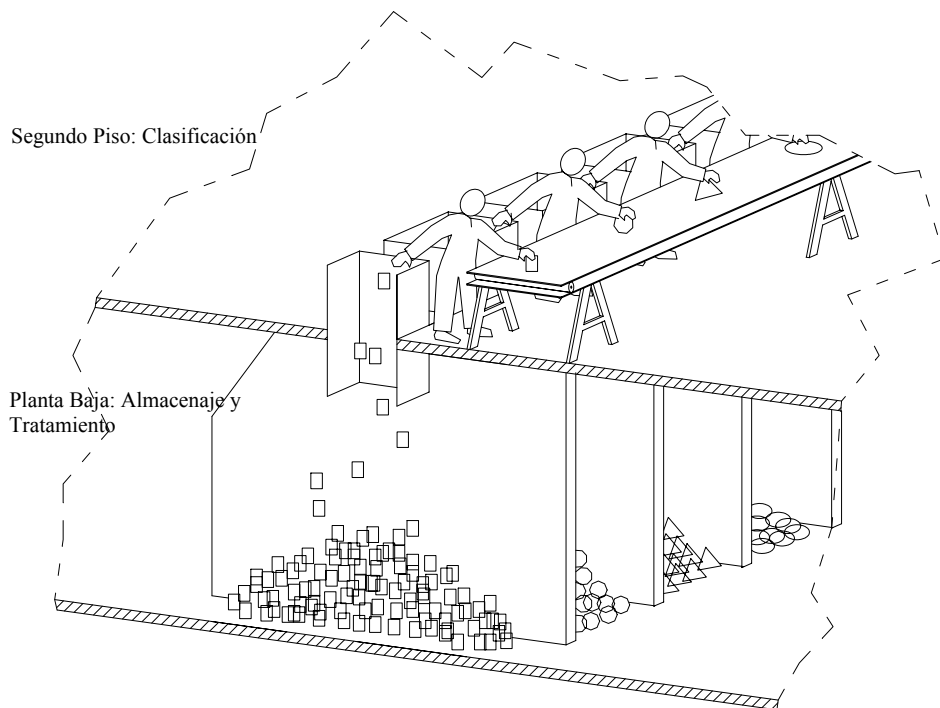 Segundo Piso: Clasificación
Planta Baja: Almacenaje y
Tratamiento